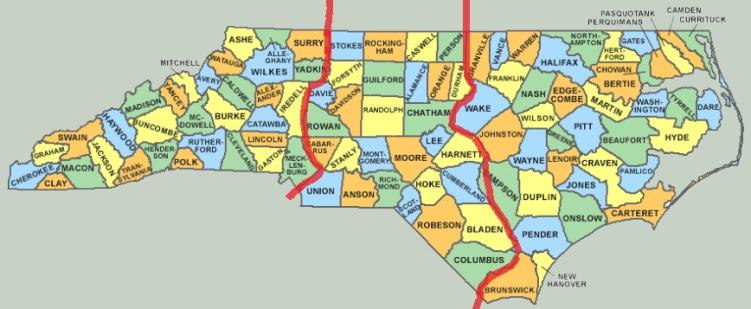 PASQUOTANK
PERQUIMANS
CAMDEN
CURRITUCK
ASHE
ALLE-
GHANY
SURRY
STOKES
ROCKING-
HAM
CASWELL
PERSON
GRANVILLE
VANCE
WARREN
NORTH-
AMPTON
GATES
HERT-
FORD
HALIFAX
CHOWAN
BERTIE
MITCHELL
WATAUGA
WILKES
YADKIN
FORSYTH
GUILFORD
ALAMANCE
ORANGE
DURHAM
FRANKLIN
NASH
EDGE-
COMBE
MARTIN
WASH-
INGTON
TYRRELL
DARE
AVERY
CALDWELL
ALEX-
ANDER
IREDELL
DAVIE
DAVIDSON
RANDOLPH
CHATHAM
WAKE
WILSON
PITT
BEAUFORT
HYDE
MADISON
YANCEY
BURKE
CATAWBA
ROWAN
JOHNSTON
GREENE
HAYWOOD
BUNCOMBE
MC-
DOWELL
LINCOLN
CABAR-
RUS
STANLY
MONT-
GOMERY
MOORE
LEE
HARNETT
WAYNE
LENOIR
CRAVEN
PAMLICO
SWAIN
GRAHAM
JACKSON
HENDER-
SON
RUTHER-
FORD
CLEVELAND
GASTON
MECK-
LEN-
BURG
CHEROKEE
MACON
CLAY
TRAN-
SYLVANIA
POLK
UNION
ANSON
RICH-
MOND
HOKE
CUMBERLAND
SAMPSON
DUPLIN
JONES
CARTERET
SCOT-
LAND
ROBESON
BLADEN
PENDER
ONSLOW
COLUMBUS
BRUNSWICK
NEW
HANOVER